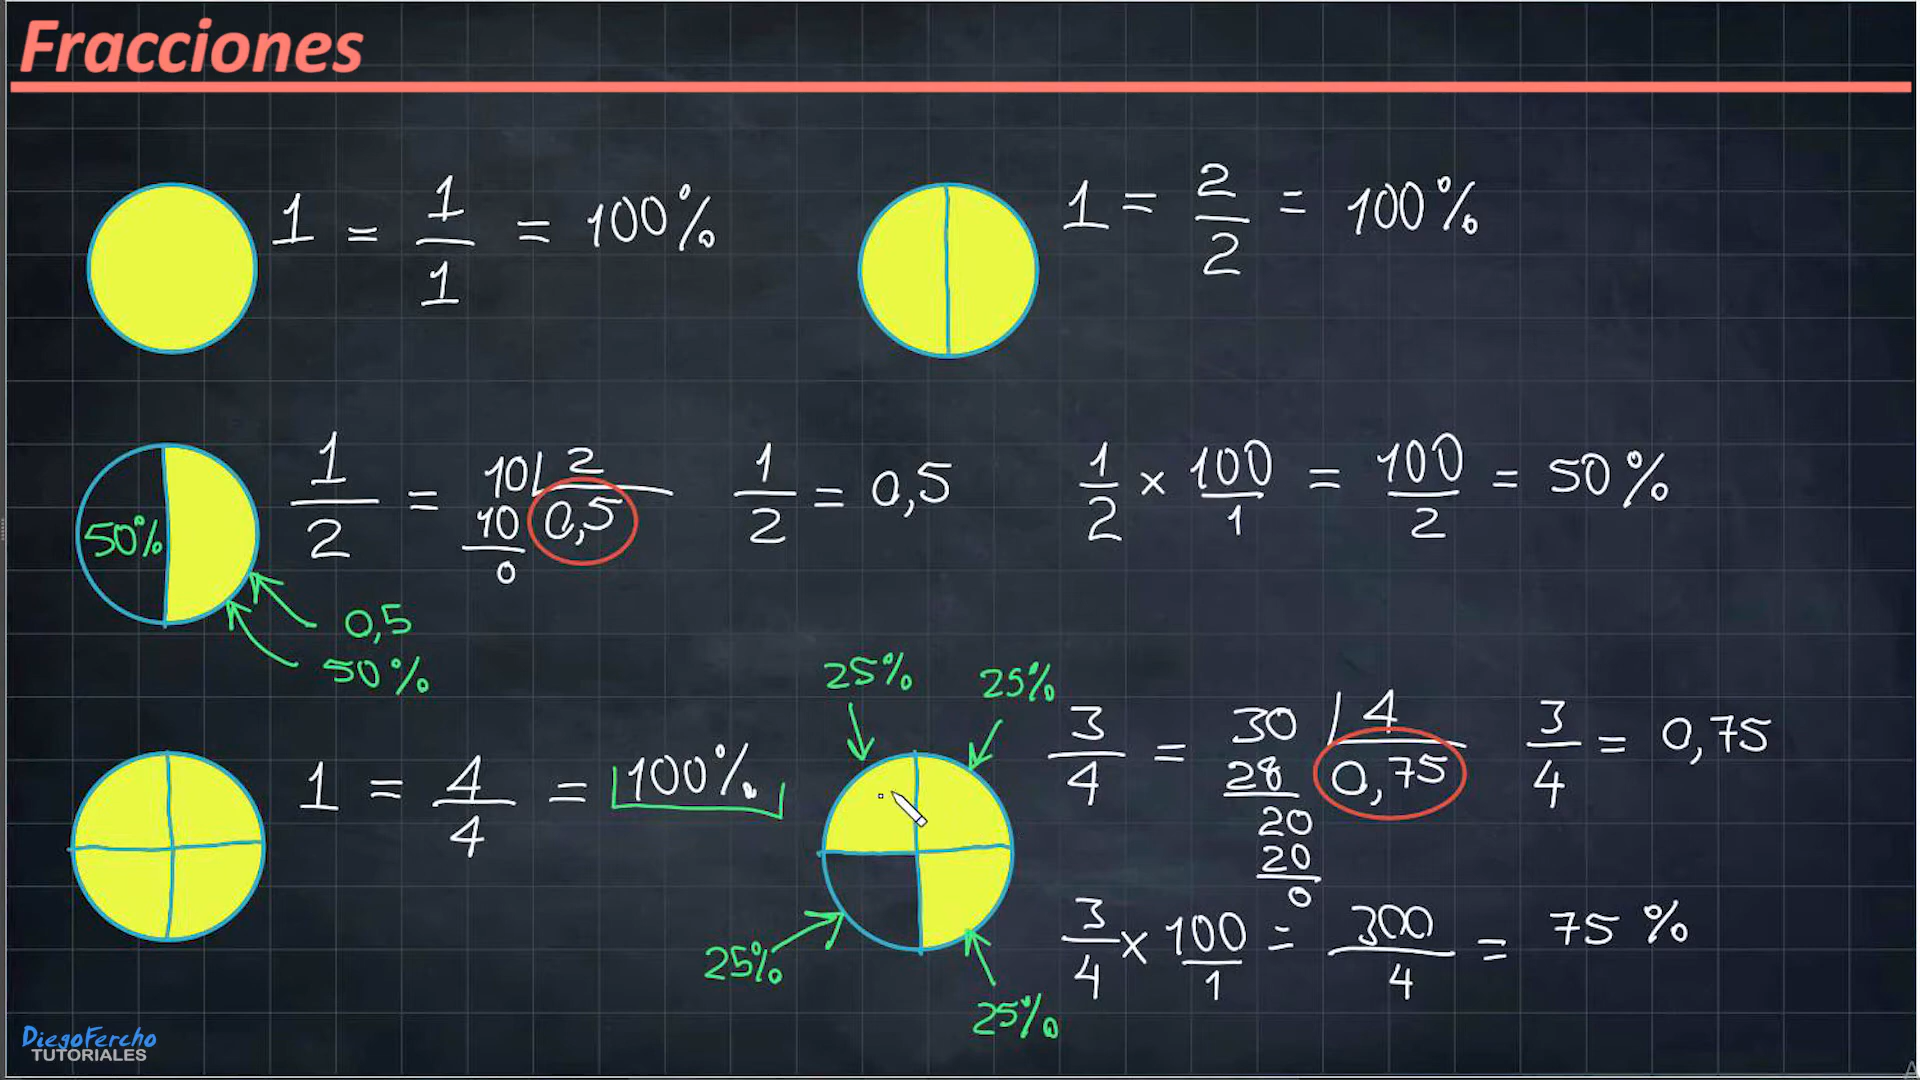 Fracciones
1 = 1/1 = 100%
1 = 2/2 = 100%
50%
1/2 = 10 | 2
10 0,5
0
1/2 = 0,5
1/2 × 100/1 = 100/2 = 50%
0,5
50%
1 = 4/4 = 100%
25%
25%
25%
25%
3/4 = 30 | 4
28 0,75
20
20
0
3/4 = 0,75
3/4 × 100/1 = 300/4 = 75 %
DiegoFercho
TUTORIALES